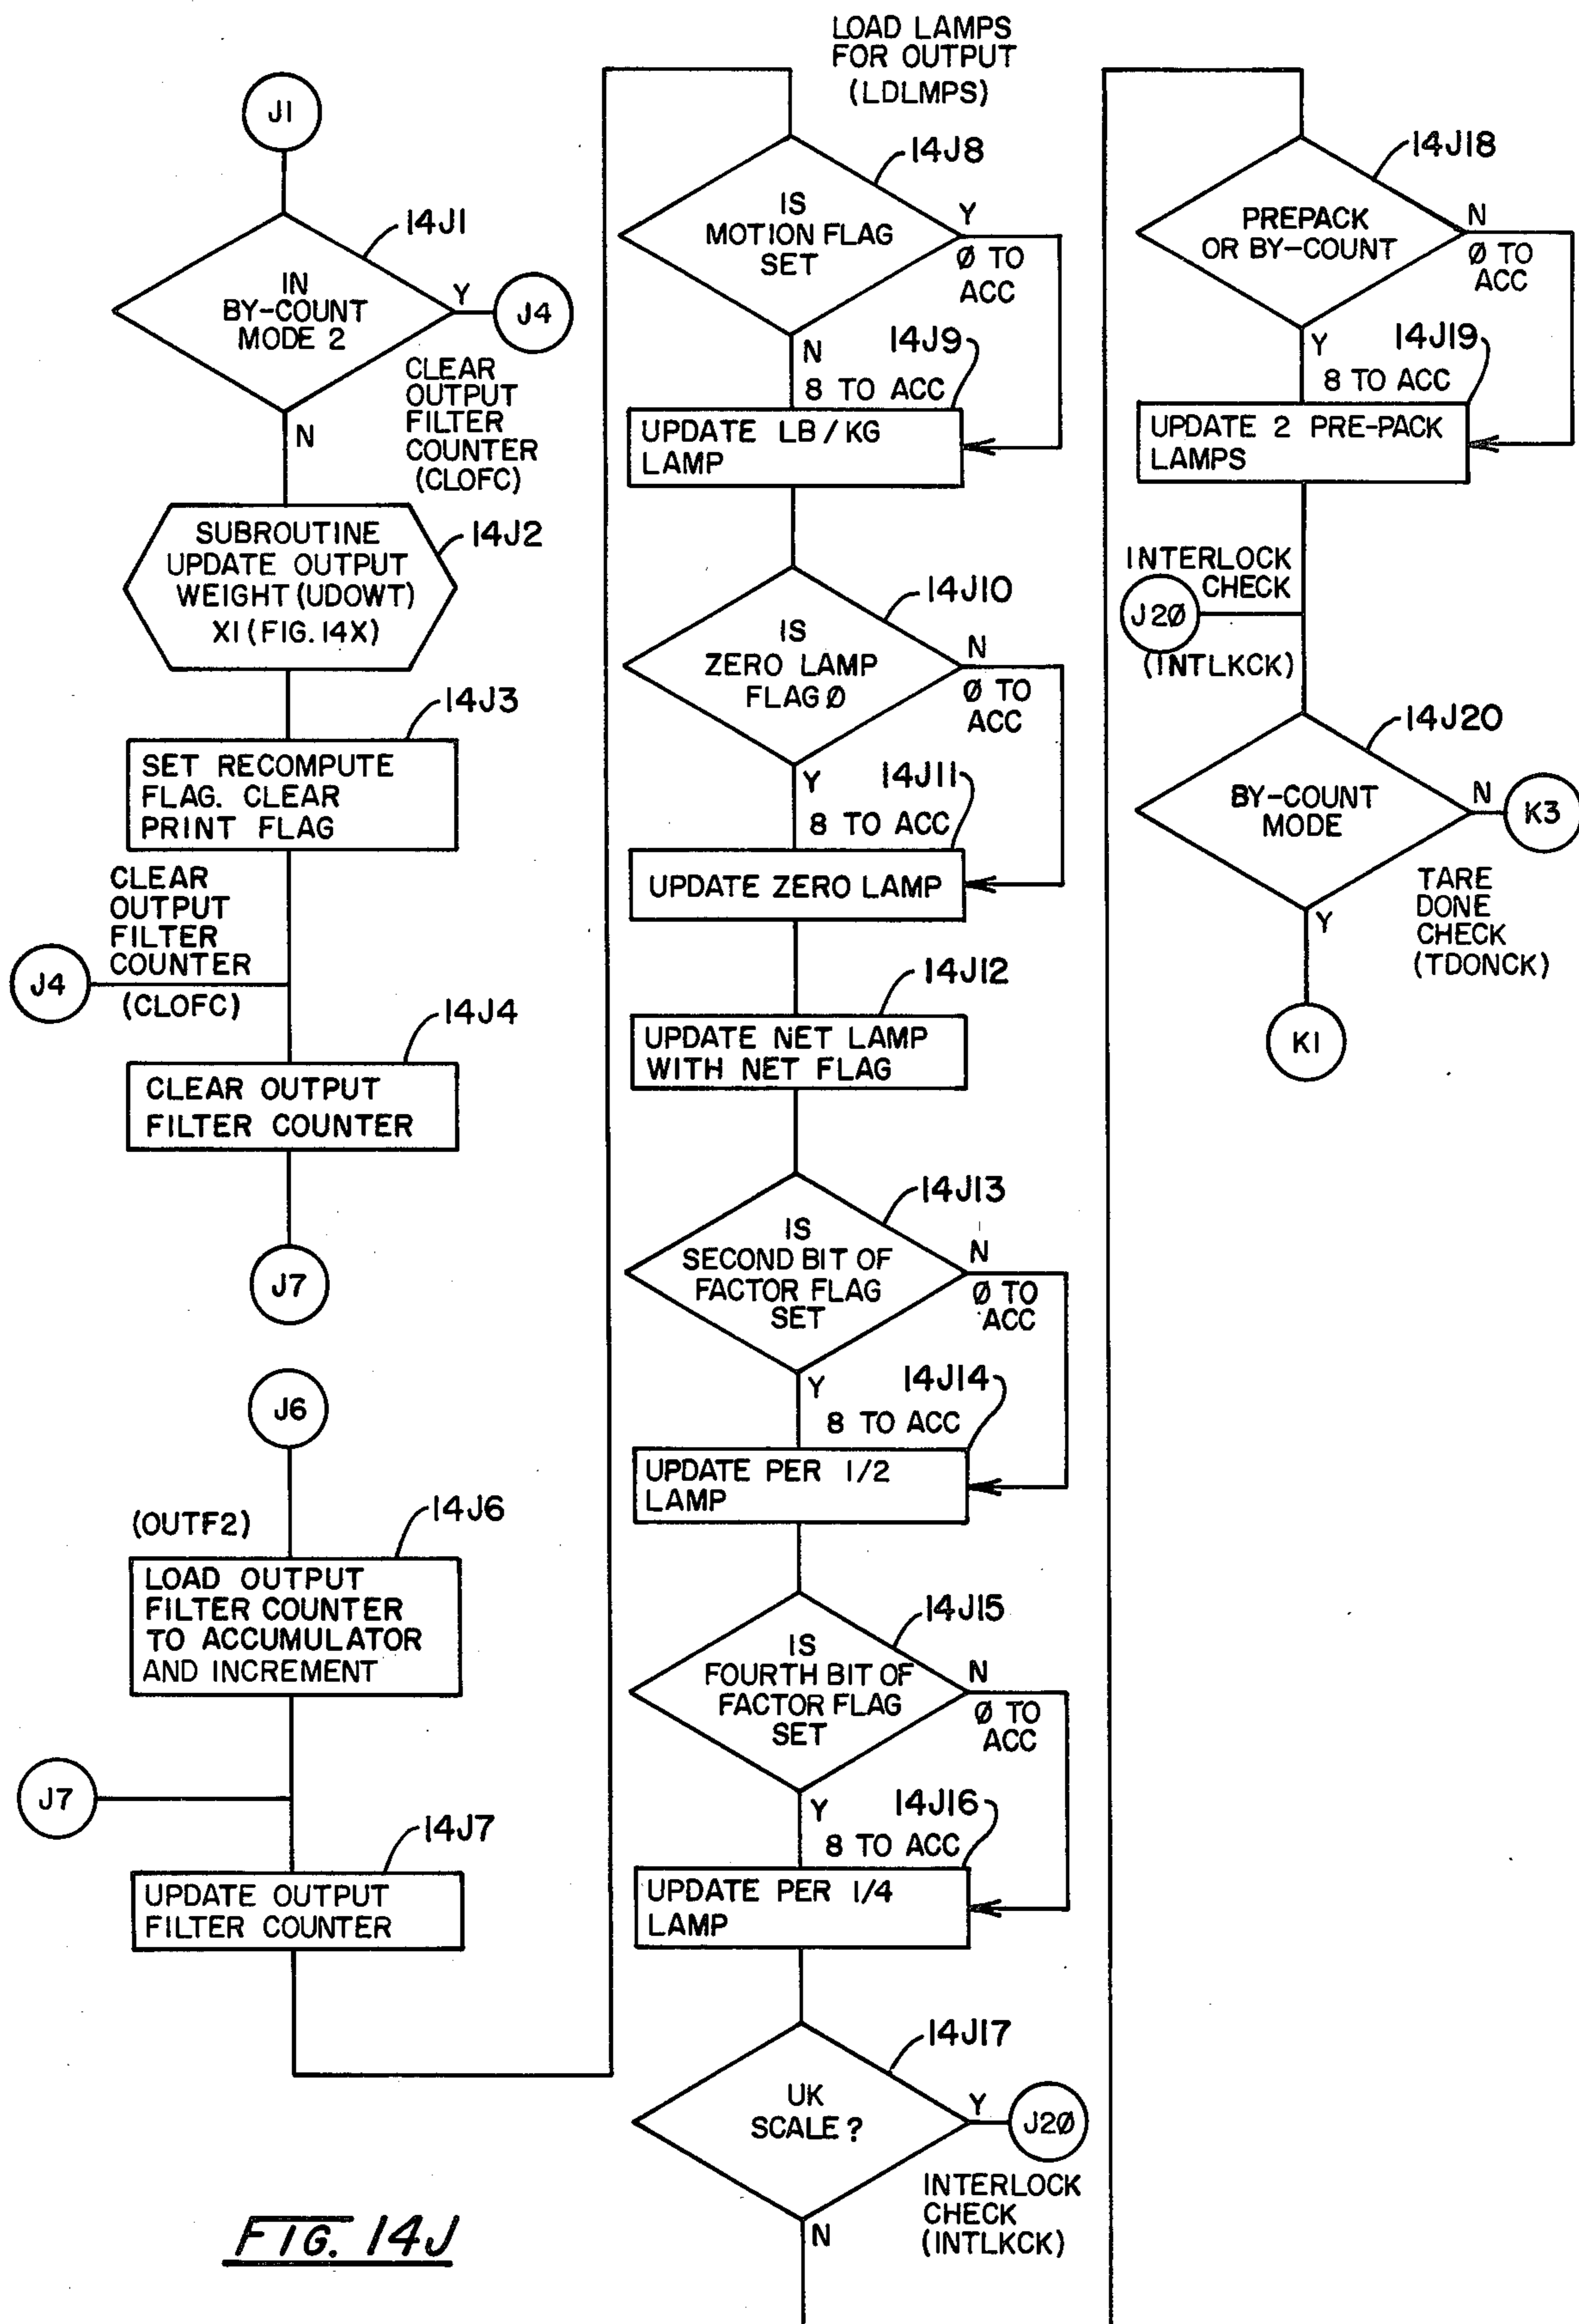 J1
14J1
IN
BY-COUNT
MODE 2
Y
J4
CLEAR
OUTPUT
FILTER
COUNTER
(CLOFC)
N
SUBROUTINE
UPDATE OUTPUT
WEIGHT (UDOWT)
X1 (FIG. 14X)
14J2
14J3
SET RECOMPUTE
FLAG. CLEAR
PRINT FLAG
CLEAR
OUTPUT
FILTER
COUNTER
J4
(CLOFC)
14J4
CLEAR OUTPUT
FILTER COUNTER
J7
J6
(OUTF2)
14J6
LOAD OUTPUT
FILTER COUNTER
TO ACCUMULATOR
AND INCREMENT
J7
14J7
UPDATE OUTPUT
FILTER COUNTER
FIG. 14J
LOAD LAMPS
FOR OUTPUT
(LDLMPS)
14J8
IS
MOTION FLAG
SET
Y
Ø TO
ACC
N
14J9
8 TO ACC
UPDATE LB/KG
LAMP
14J10
IS
ZERO LAMP
FLAG Ø
N
Ø TO
ACC
Y
14J11
8 TO ACC
UPDATE ZERO LAMP
14J12
UPDATE NET LAMP
WITH NET FLAG
14J13
IS
SECOND BIT OF
FACTOR FLAG
SET
N
Ø TO
ACC
Y
14J14
8 TO ACC
UPDATE PER 1/2
LAMP
14J15
IS
FOURTH BIT OF
FACTOR FLAG
SET
N
Ø TO
ACC
Y
14J16
8 TO ACC
UPDATE PER 1/4
LAMP
14J17
UK
SCALE?
Y
J2Ø
INTERLOCK
CHECK
(INTLKCK)
N
14J18
PREPACK
OR BY-COUNT
N
Ø TO
ACC
Y
14J19
8 TO ACC
UPDATE 2 PRE-PACK
LAMPS
INTERLOCK
CHECK
J2Ø
(INTLKCK)
14J20
BY-COUNT
MODE
N
K3
TARE
DONE
CHECK
(TDONCK)
Y
K1